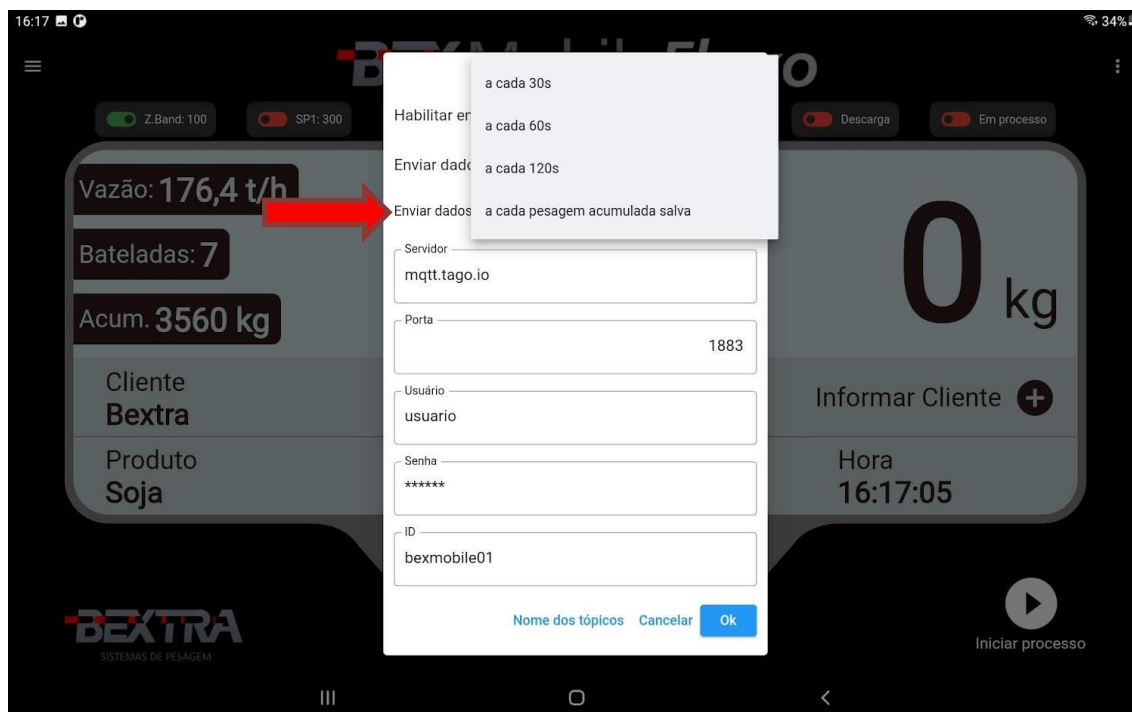 16:17
34%
Z.Band: 100
SP1: 300
Descarga
Em processo
Vazão: 176,4 t/h
Bateladas: 7
Acum. 3560 kg
0 kg
Cliente
Bextra
Informar Cliente
Produto
Soja
Hora
16:17:05
Habilitar
Enviar
Enviar dados
a cada 30s
a cada 60s
a cada 120s
a cada pesagem acumulada salva
Servidor
mqtt.tago.io
Porta
1883
Usuário
usuario
Senha
******
ID
bexmobile01
Nome dos tópicos
Cancelar
Ok
BEXTRA
SISTEMAS DE PESAGEM
Iniciar processo